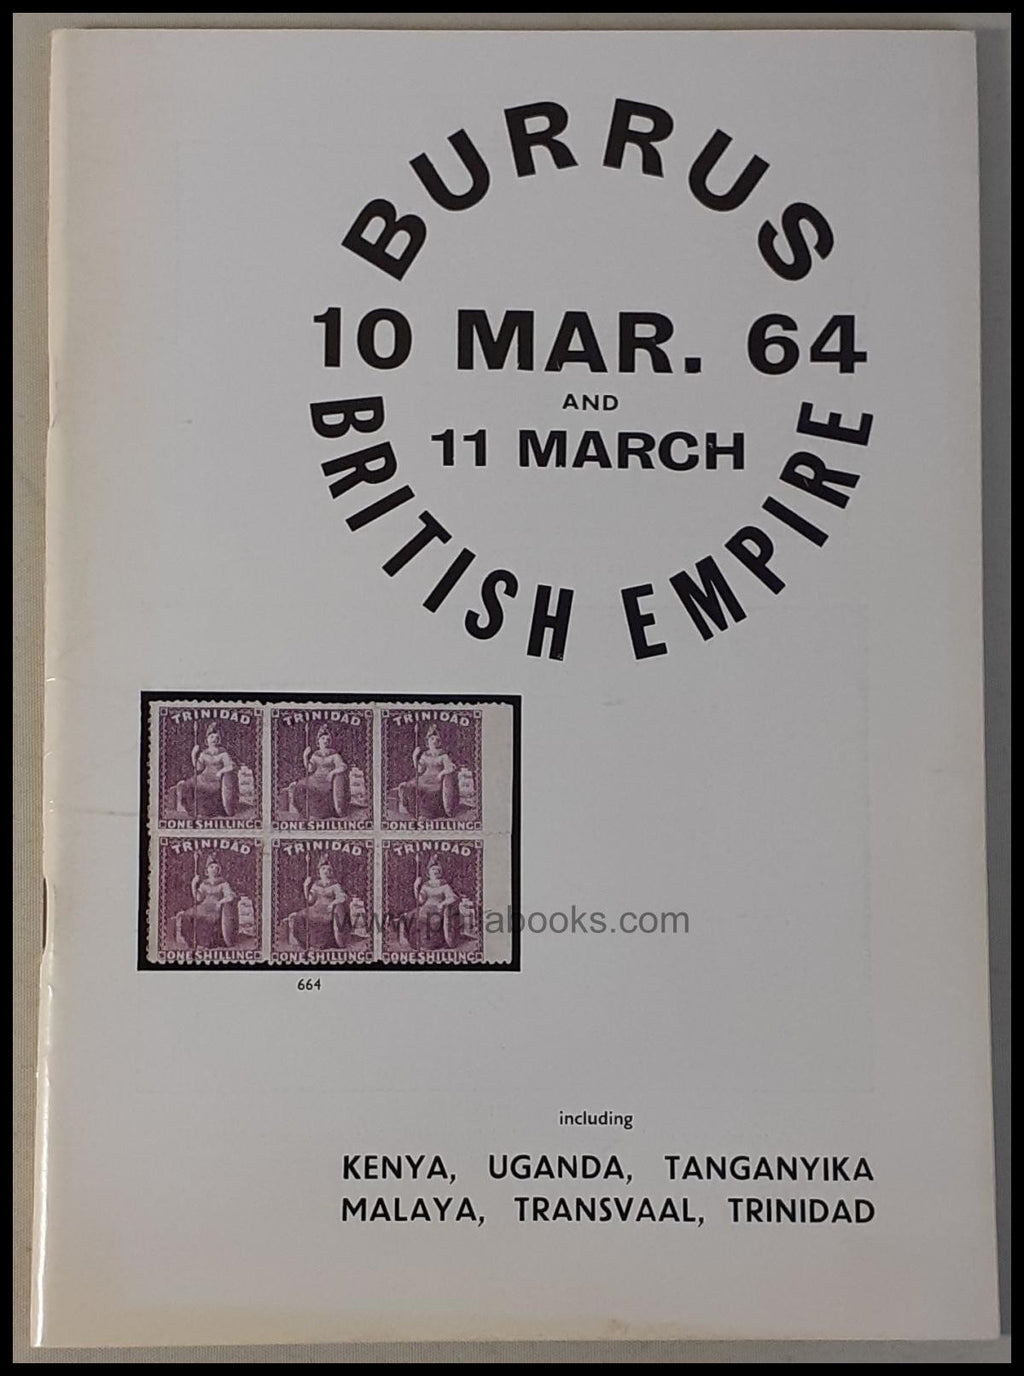 BURRUS
10 MAR. 64
AND
11 MARCH
BRITISH EMPIRE
TRINIDAD TRINIDAD TRINIDAD
ONE SHILLING ONE SHILLING ONE SHILLING
TRINIDAD TRINIDAD TRINIDAD
www.philabooks.com
ONE SHILLING ONE SHILLING ONE SHILLING
664
including
KENYA, UGANDA, TANGANYIKA
MALAYA, TRANSVAAL, TRINIDAD